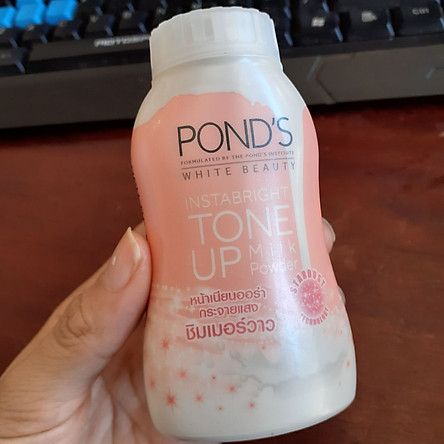 POND'S
FORMULATED BY THE POND'S INSTITUTE
WHITE BEAUTY
INSTABRIGHT
TONE
UP Milk
Powder
STARDUST
TECHNOLOGY
หน้าเนียนออร่า
กระจายแสง
ชิมเมอร์วาว